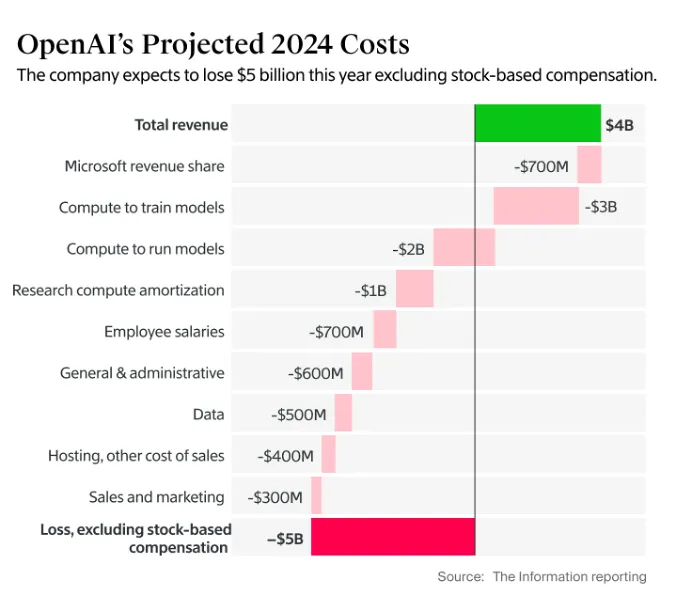 OpenAI’s Projected 2024 Costs
The company expects to lose $5 billion this year excluding stock-based compensation.
Total revenue $4B
Microsoft revenue share -$700M
Compute to train models -$3B
Compute to run models -$2B
Research compute amortization -$1B
Employee salaries -$700M
General & administrative -$600M
Data -$500M
Hosting, other cost of sales -$400M
Sales and marketing -$300M
Loss, excluding stock-based
compensation –$5B
Source: The Information reporting